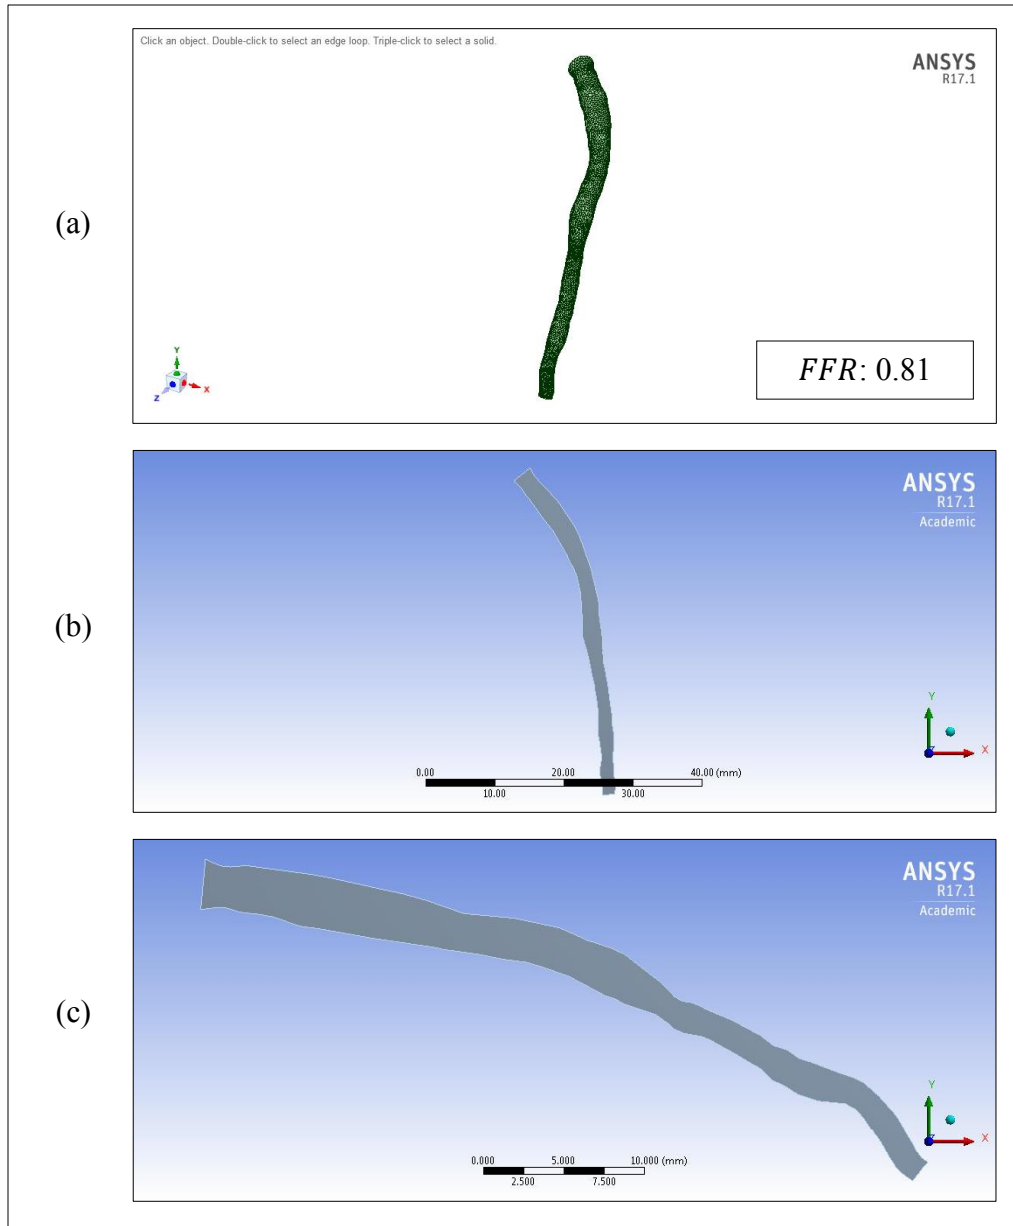 Click an object. Double-click to select an edge loop. Triple-click to select a solid.
ANSYS
R17.1
(a)
Y
X
Z
FFR: 0.81
ANSYS
R17.1
Academic
(b)
Y
X
0.00 20.00 40.00 (mm)
10.00 30.00
ANSYS
R17.1
Academic
(c)
Y
X
0.000 5.000 10.000 (mm)
2.500 7.500